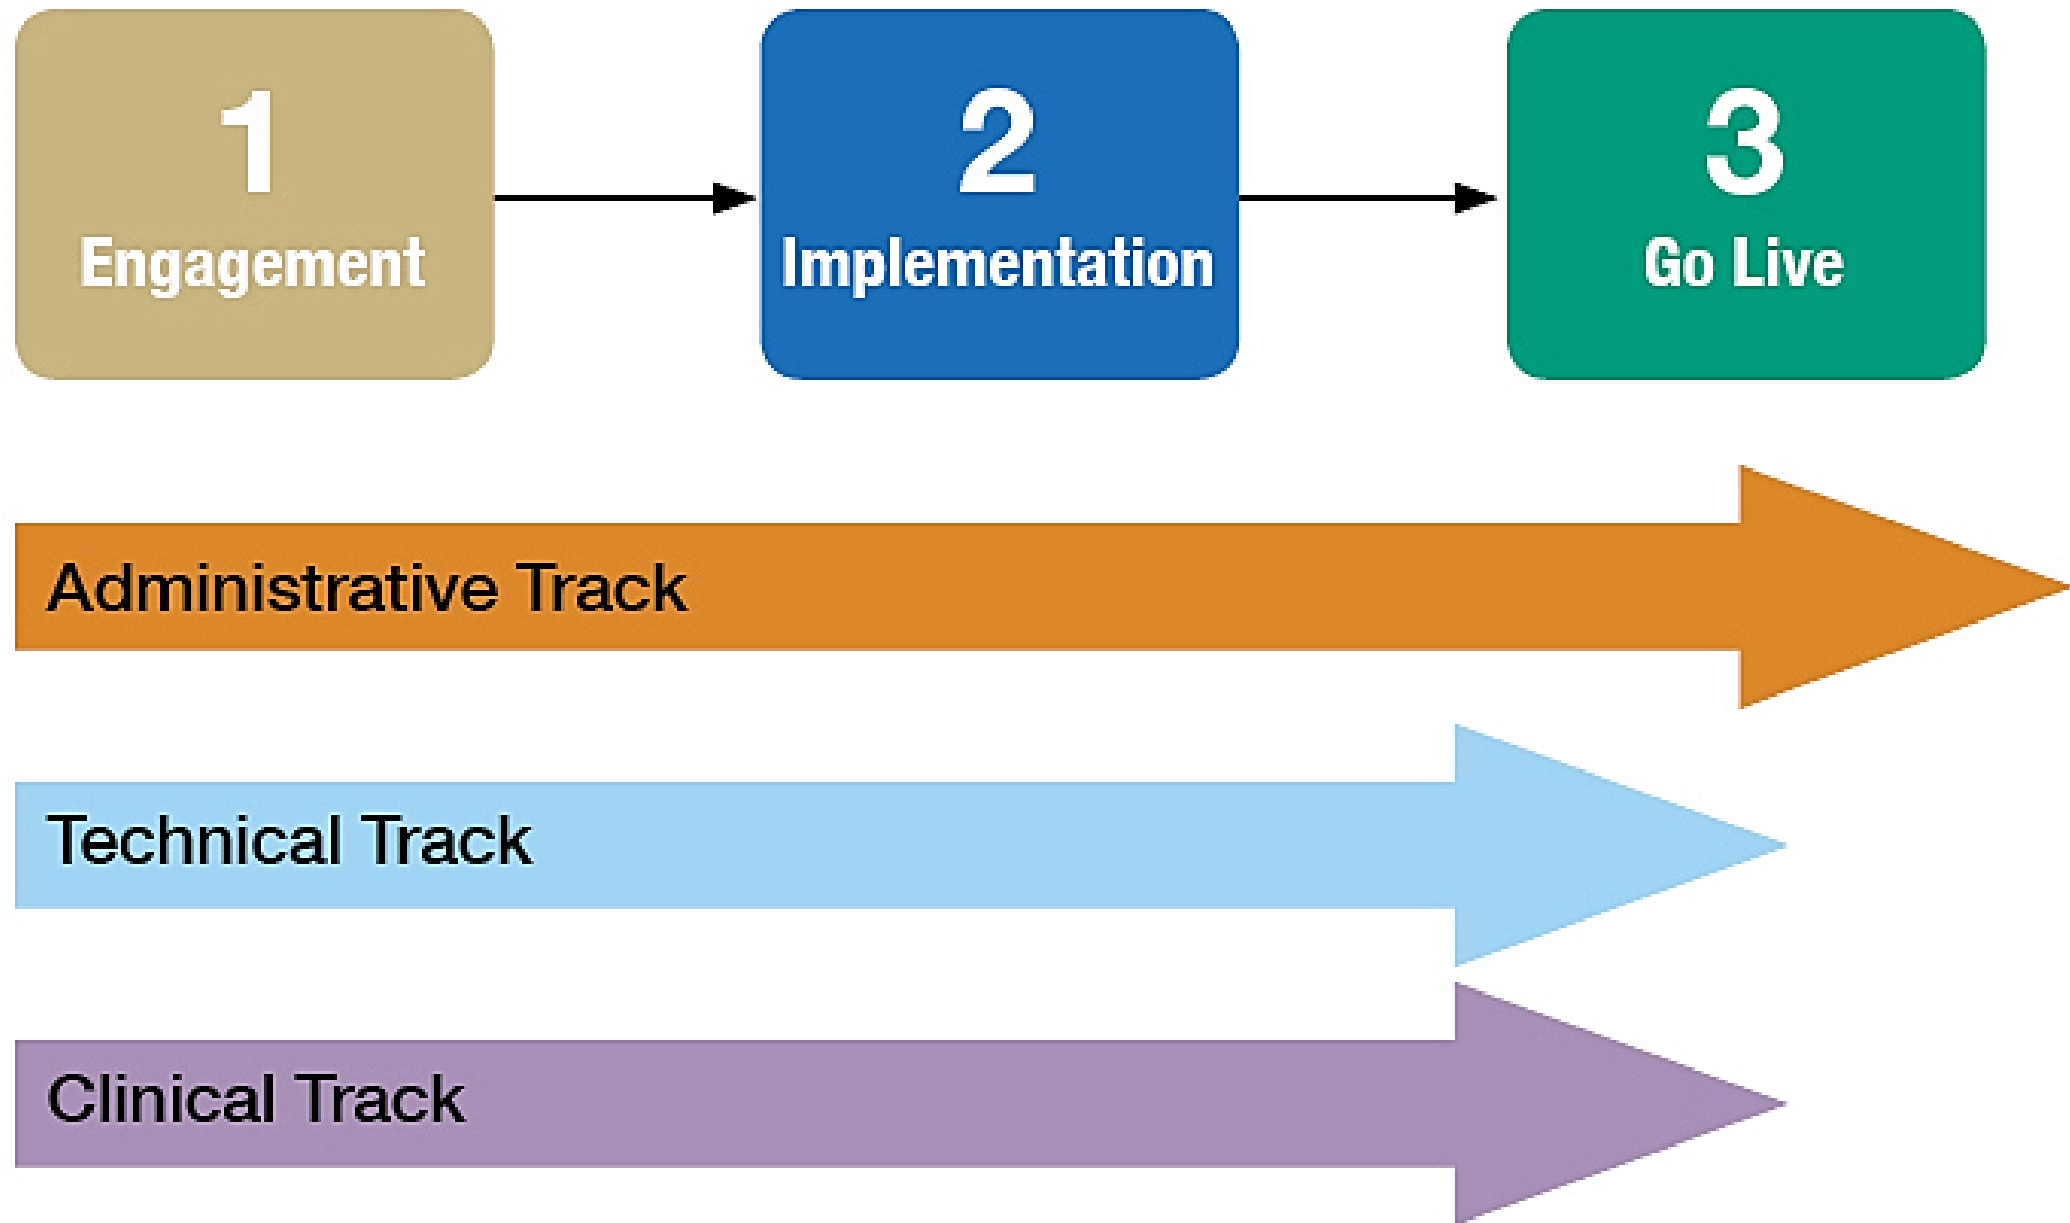 1
Engagement
2
Implementation
3
Go Live
Administrative Track
Technical Track
Clinical Track